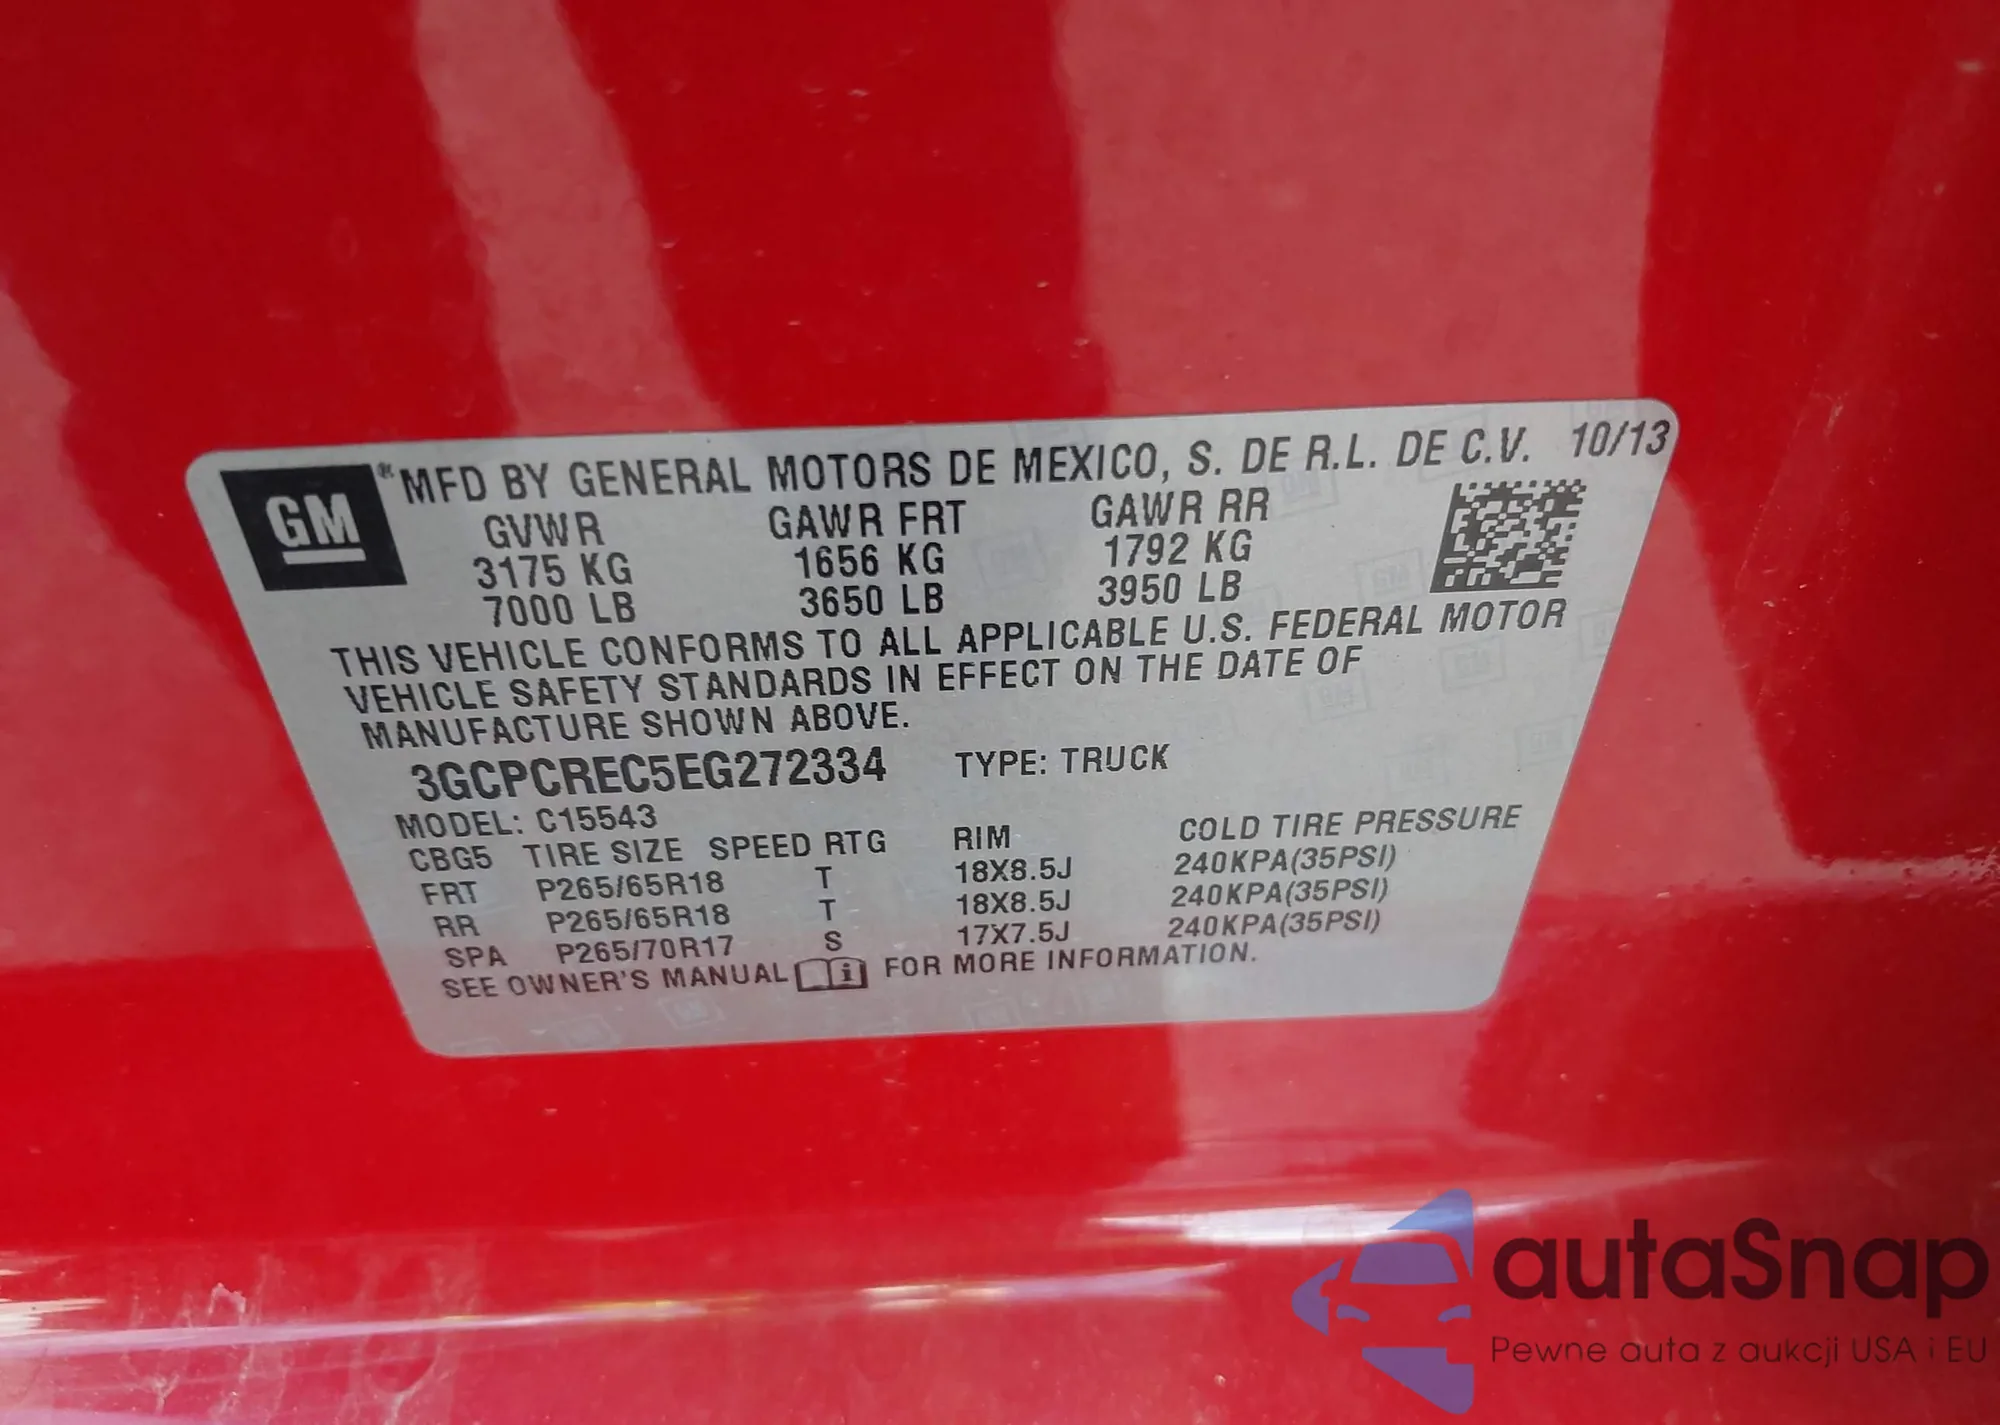 GM ® MFD BY GENERAL MOTORS DE MEXICO, S. DE R.L. DE C.V. 10/13
GVWR GAWR FRT GAWR RR
3175 KG 1656 KG 1792 KG
7000 LB 3650 LB 3950 LB
THIS VEHICLE CONFORMS TO ALL APPLICABLE U.S. FEDERAL MOTOR
VEHICLE SAFETY STANDARDS IN EFFECT ON THE DATE OF
MANUFACTURE SHOWN ABOVE.
3GCPCREC5EG272334 TYPE: TRUCK
MODEL: C15543
CBG5 TIRE SIZE SPEED RTG RIM COLD TIRE PRESSURE
FRT P265/65R18 T 18X8.5J 240KPA(35PSI)
RR P265/65R18 T 18X8.5J 240KPA(35PSI)
SPA P265/70R17 S 17X7.5J 240KPA(35PSI)
SEE OWNER'S MANUAL i FOR MORE INFORMATION.
autaSnap
Pewne auta z aukcji USA i EU